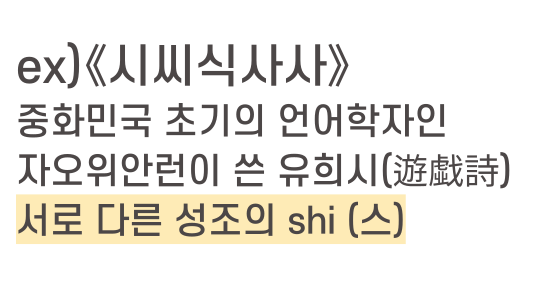 ex)《시씨식사사》
중화민국 초기의 언어학자인
자오위안런이 쓴 유희시(遊戱詩)
서로 다른 성조의 shi (스)